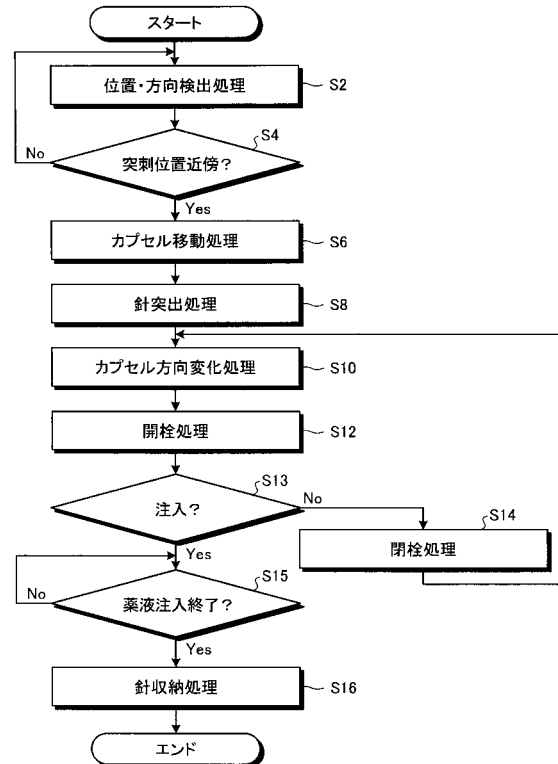 スタート
位置・方向検出処理
S2
S4
No
突刺位置近傍?
Yes
カプセル移動処理
S6
針突出処理
S8
カプセル方向変化処理
S10
開栓処理
S12
S13
注入?
No
S14
閉栓処理
Yes
S15
No
薬液注入終了?
Yes
針収納処理
S16
エンド